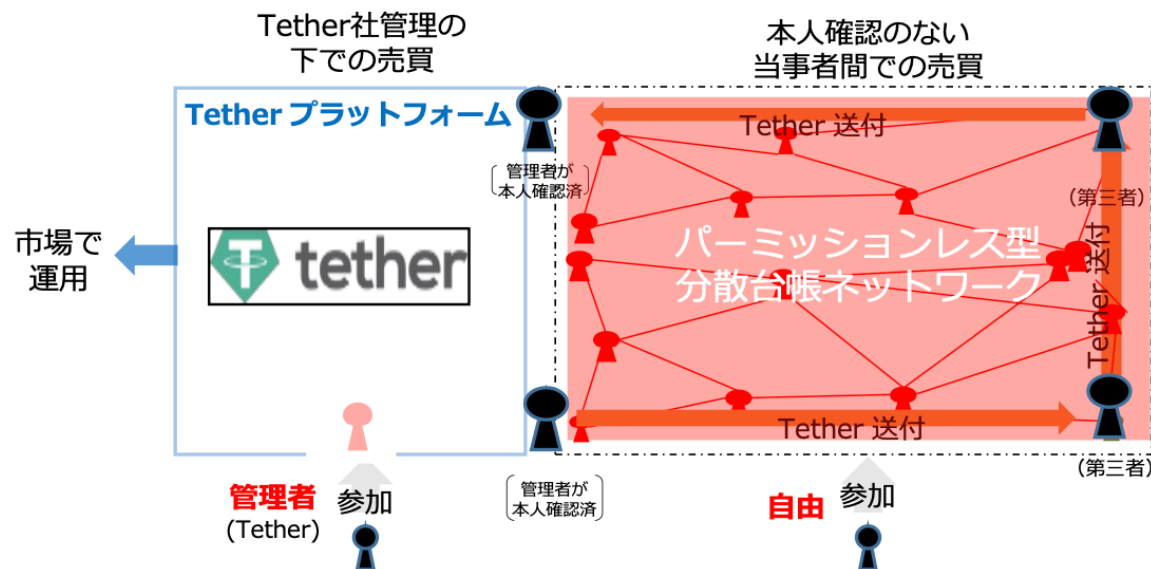 Tether社管理の
下での売買
本人確認のない
当事者間での売買
Tether プラットフォーム
Tether 送付
管理者が
本人確認済
(第三者)
市場で
運用
tether
パーミッションレス型
分散台帳ネットワーク
Tether 送付
Tether 送付
(第三者)
管理者
(Tether)
参加
管理者が
本人確認済
自由
参加